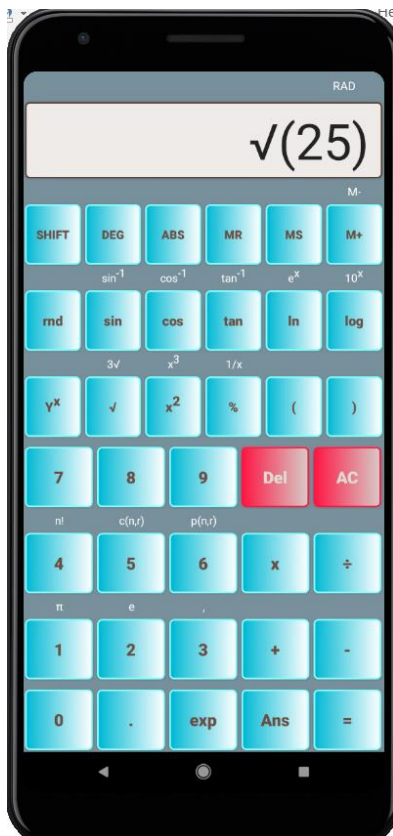 RAD
√(25)
M-
SHIFT DEG ABS MR MS M+
sin⁻¹ cos⁻¹ tan⁻¹ eˣ 10ˣ
rnd sin cos tan ln log
3√ x³ 1/x
Yˣ √ x² % ( )
7 8 9 Del AC
n! c(n,r) p(n,r)
4 5 6 x ÷
π e ,
1 2 3 + -
0 . exp Ans =